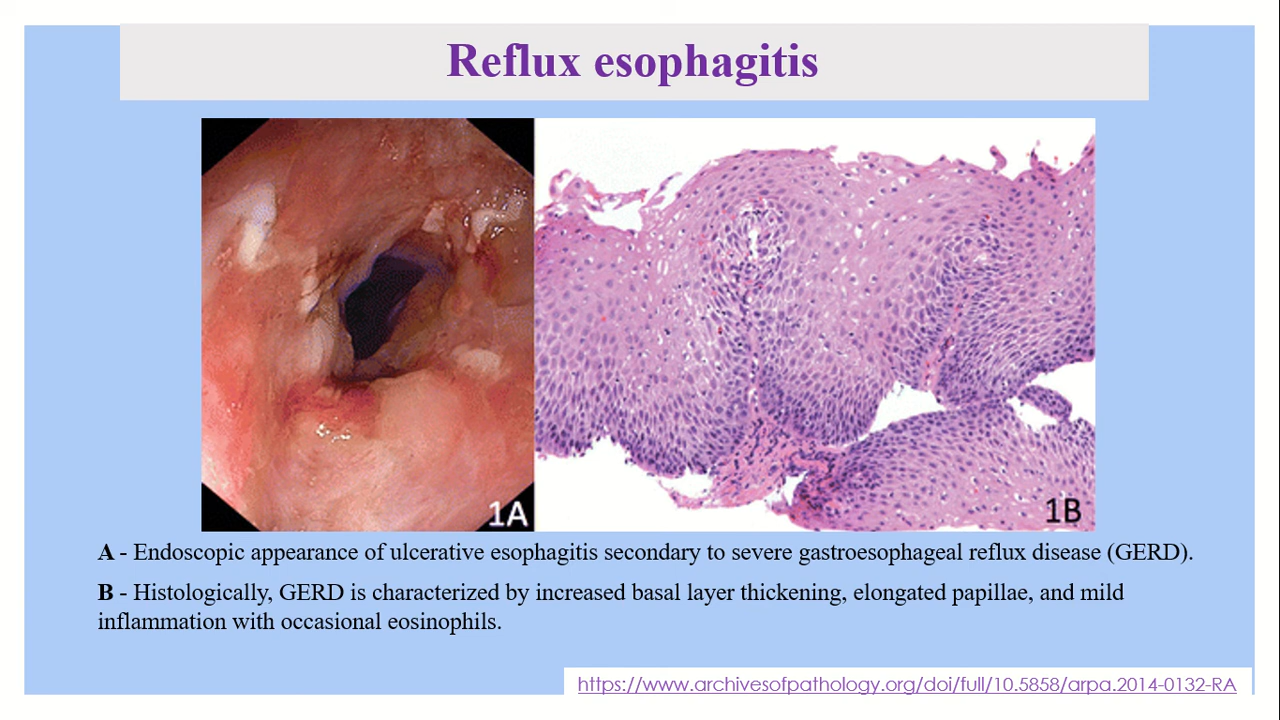 Reflux esophagitis
1A
1B
A - Endoscopic appearance of ulcerative esophagitis secondary to severe gastroesophageal reflux disease (GERD).
B - Histologically, GERD is characterized by increased basal layer thickening, elongated papillae, and mild
inflammation with occasional eosinophils.
https://www.archivesofpathology.org/doi/full/10.5858/arpa.2014-0132-RA